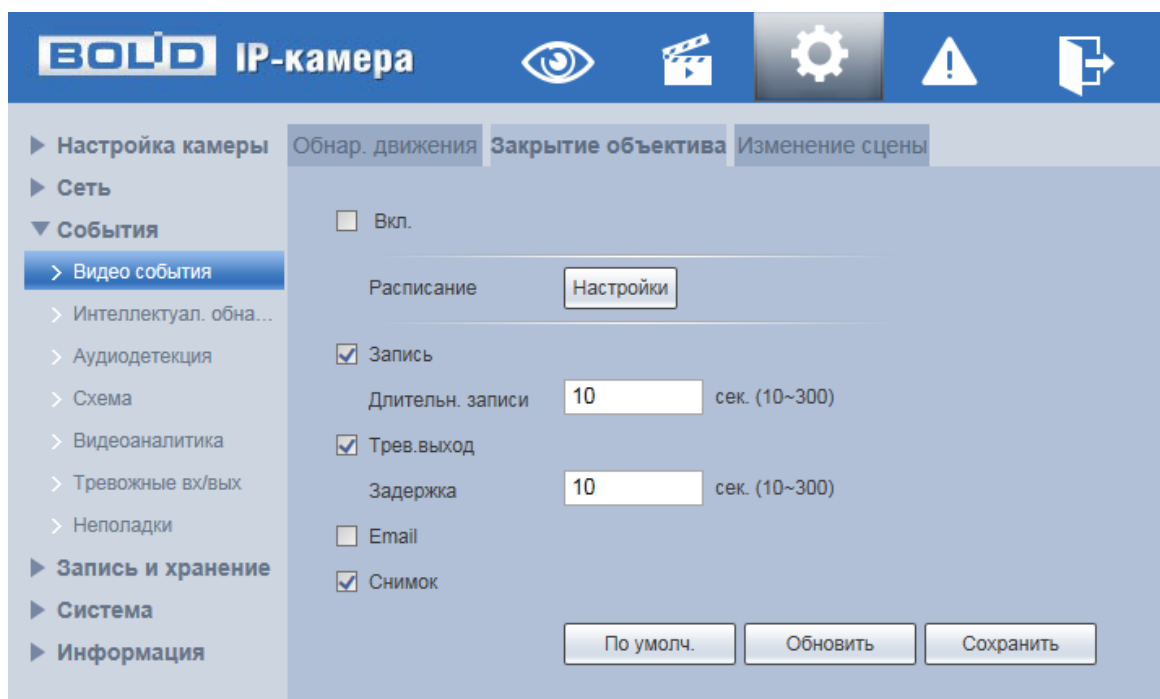 BOLID IP-камера
Настройка камеры
Сеть
События
Видео события
Интеллектуал. обна...
Аудиодетекция
Схема
Видеоаналитика
Тревожные вх/вых
Неполадки
Запись и хранение
Система
Информация
Обнар. движения Закрытие объектива Изменение сцены
Вкл.
Расписание Настройки
Запись
Длительн. записи 10 сек. (10~300)
Трев.выход
Задержка 10 сек. (10~300)
Email
Снимок
По умолч. Обновить Сохранить